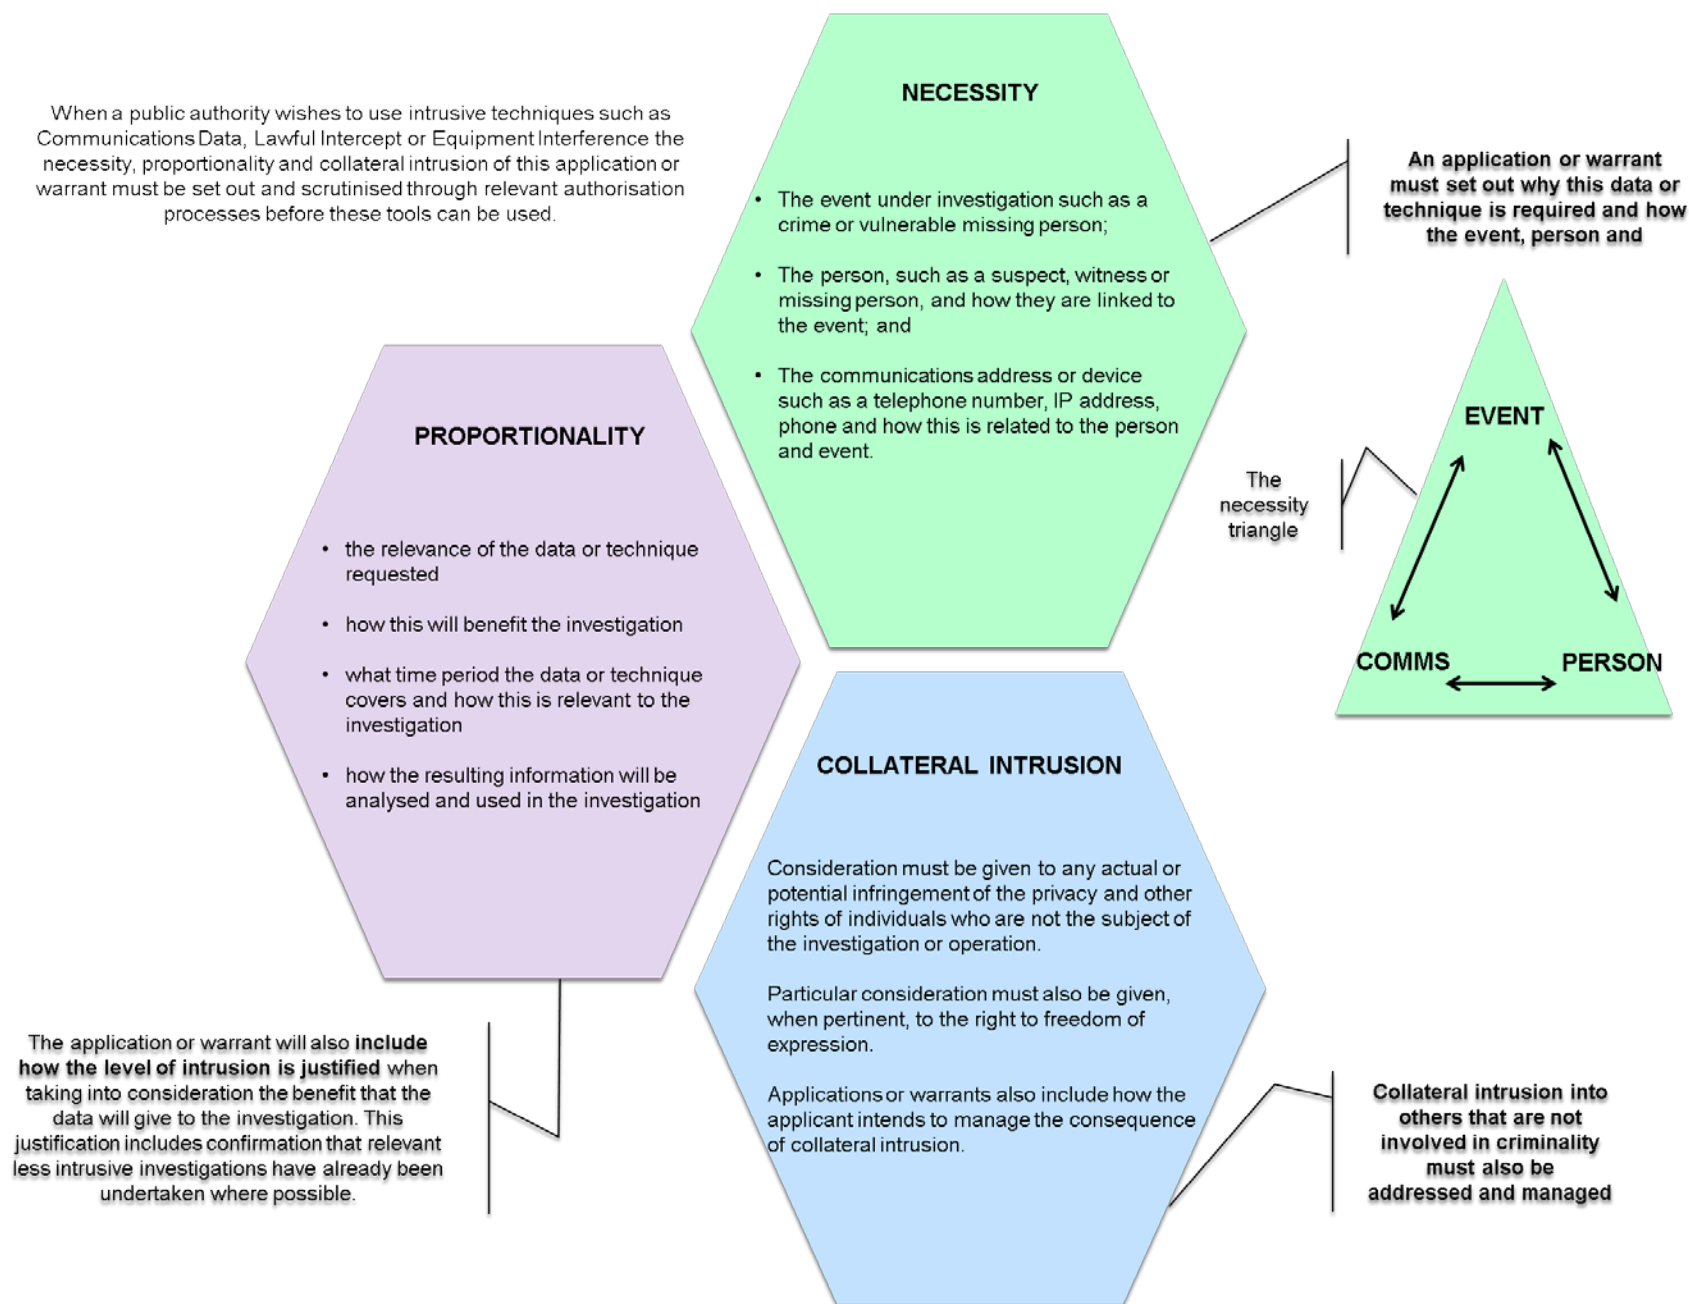 When a public authority wishes to use intrusive techniques such as
Communications Data, Lawful Intercept or Equipment Interference the
necessity, proportionality and collateral intrusion of this application or
warrant must be set out and scrutinised through relevant authorisation
processes before these tools can be used.
NECESSITY
• The event under investigation such as a
crime or vulnerable missing person;
• The person, such as a suspect, witness or
missing person, and how they are linked to
the event; and
• The communications address or device
such as a telephone number, IP address,
phone and how this is related to the person
and event.
An application or warrant
must set out why this data or
technique is required and how
the event, person and
The
necessity
triangle
EVENT
COMMS
PERSON
PROPORTIONALITY
• the relevance of the data or technique
requested
• how this will benefit the investigation
• what time period the data or technique
covers and how this is relevant to the
investigation
• how the resulting information will be
analysed and used in the investigation
The application or warrant will also include
how the level of intrusion is justified when
taking into consideration the benefit that the
data will give to the investigation. This
justification includes confirmation that relevant
less intrusive investigations have already been
undertaken where possible.
COLLATERAL INTRUSION
Consideration must be given to any actual or
potential infringement of the privacy and other
rights of individuals who are not the subject of
the investigation or operation.
Particular consideration must also be given,
when pertinent, to the right to freedom of
expression.
Applications or warrants also include how the
applicant intends to manage the consequence
of collateral intrusion.
Collateral intrusion into
others that are not
involved in criminality
must also be
addressed and managed